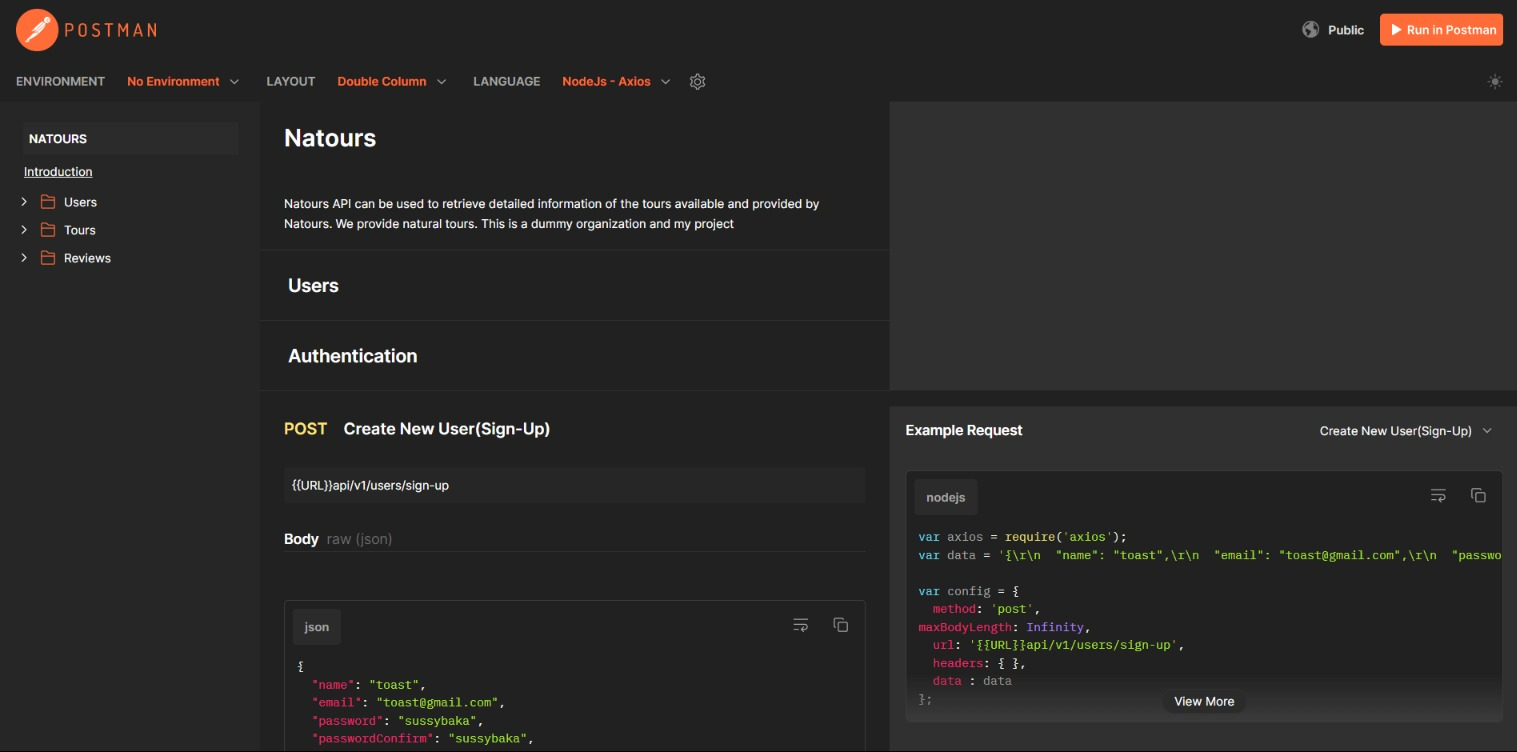 POSTMAN
Public
Run in Postman
ENVIRONMENT No Environment LAYOUT Double Column LANGUAGE NodeJs - Axios
NATOURS
Introduction
Users
Tours
Reviews
Natours
Natours API can be used to retrieve detailed information of the tours available and provided by
Natours. We provide natural tours. This is a dummy organization and my project
Users
Authentication
POST Create New User(Sign-Up)
{{URL}}api/v1/users/sign-up
Body raw (json)
json
{
"name": "toast",
"email": "toast@gmail.com",
"password": "sussybaka",
"passwordConfirm": "sussybaka",
Example Request
Create New User(Sign-Up)
nodejs
var axios = require('axios');
var data = '{\r\n  "name": "toast",\r\n  "email": "toast@gmail.com",\r\n  "passwo
var config = {
method: 'post',
maxBodyLength: Infinity,
url: '{{URL}}api/v1/users/sign-up',
headers: { },
data : data
};
View More